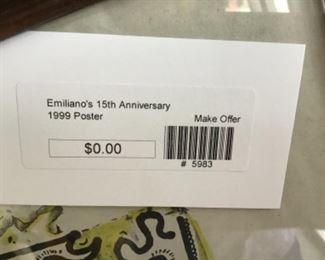 Emiliano's 15th Anniversary
1999 Poster
Make Offer
$0.00
# 5983